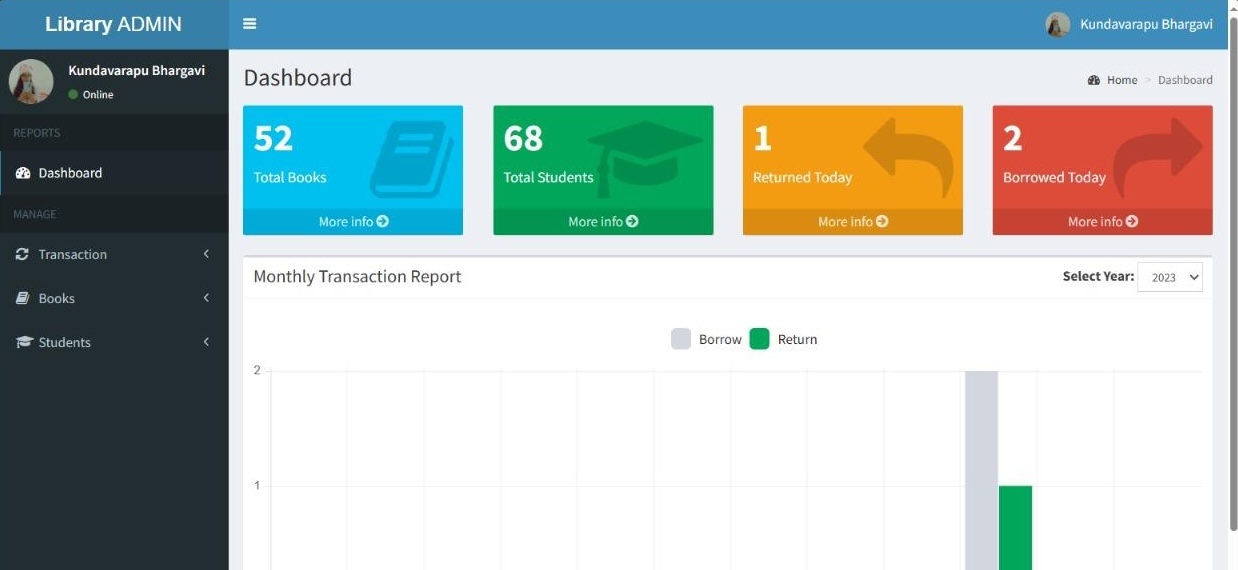 Library ADMIN
Kundavarapu Bhargavi
Kundavarapu Bhargavi
Online
REPORTS
Dashboard
MANAGE
Transaction
Books
Students
Dashboard
Home > Dashboard
52
Total Books
More info
68
Total Students
More info
1
Returned Today
More info
2
Borrowed Today
More info
Monthly Transaction Report
Select Year: 2023
Borrow Return
2
1